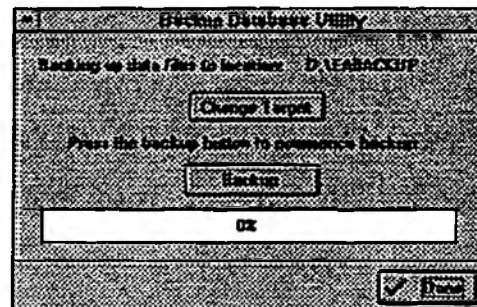 Backup Database Utility
Backing up data files to location: D:\EABACKUP
Change Target
Press the backup button to commence backup
Backup
0%
Done